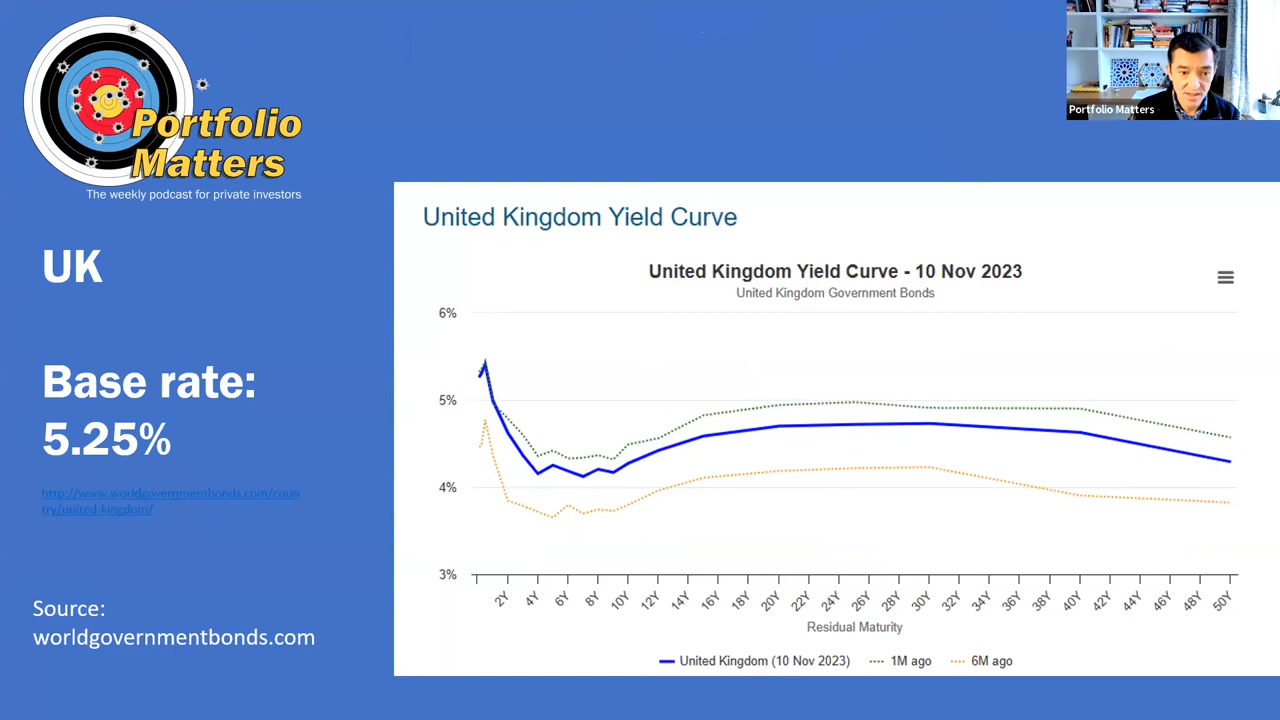 Portfolio
Matters
The weekly podcast for private investors
Portfolio Matters
UK
Base rate:
5.25%
http://www.worldgovernmentbonds.com/coun
try/united-kingdom/
Source:
worldgovernmentbonds.com
United Kingdom Yield Curve
United Kingdom Yield Curve - 10 Nov 2023
United Kingdom Government Bonds
6%
5%
4%
3%
2Y 4Y 6Y 8Y 10Y 12Y 14Y 16Y 18Y 20Y 22Y 24Y 26Y 28Y 30Y 32Y 34Y 36Y 38Y 40Y 42Y 44Y 46Y 48Y 50Y
Residual Maturity
United Kingdom (10 Nov 2023) 1M ago 6M ago